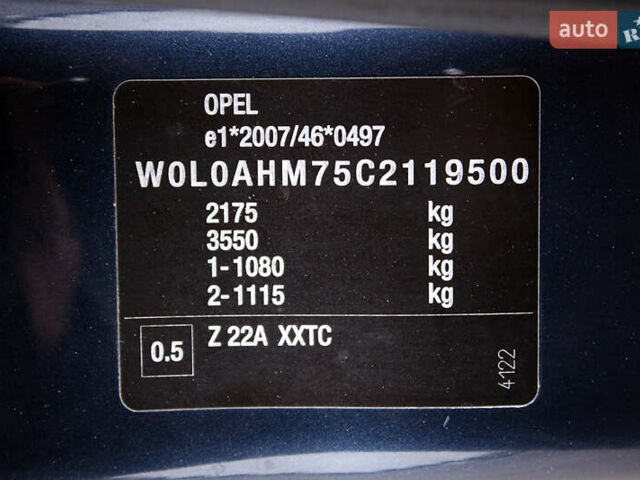 auto
R
OPEL
e1*2007/46*0497
W0L0AHM75C2119500
2175 kg
3550 kg
1-1080 kg
2-1115 kg
0.5 Z 22A XXTC
4122